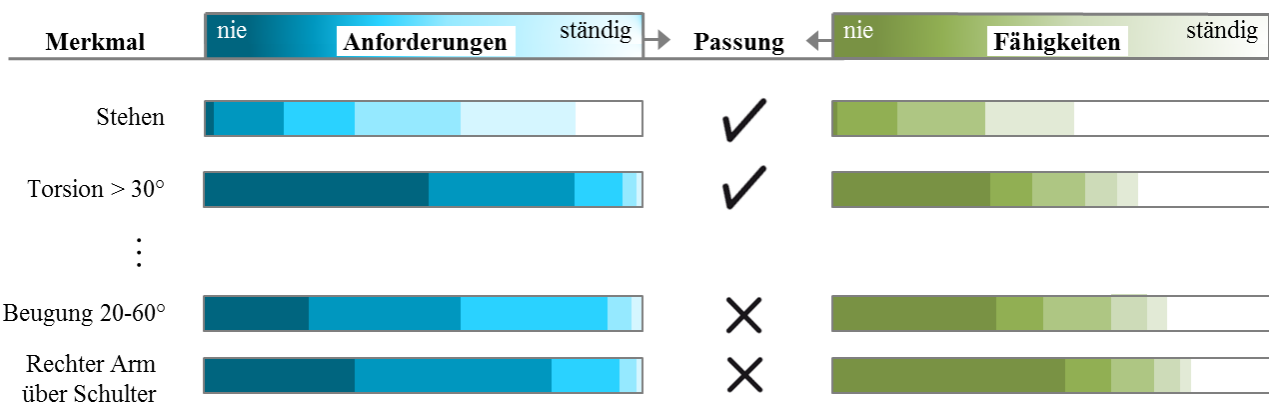 Merkmal nie Anforderungen ständig Passung nie Fähigkeiten ständig
Stehen
Torsion > 30°
Beugung 20-60°
Rechter Arm
über Schulter